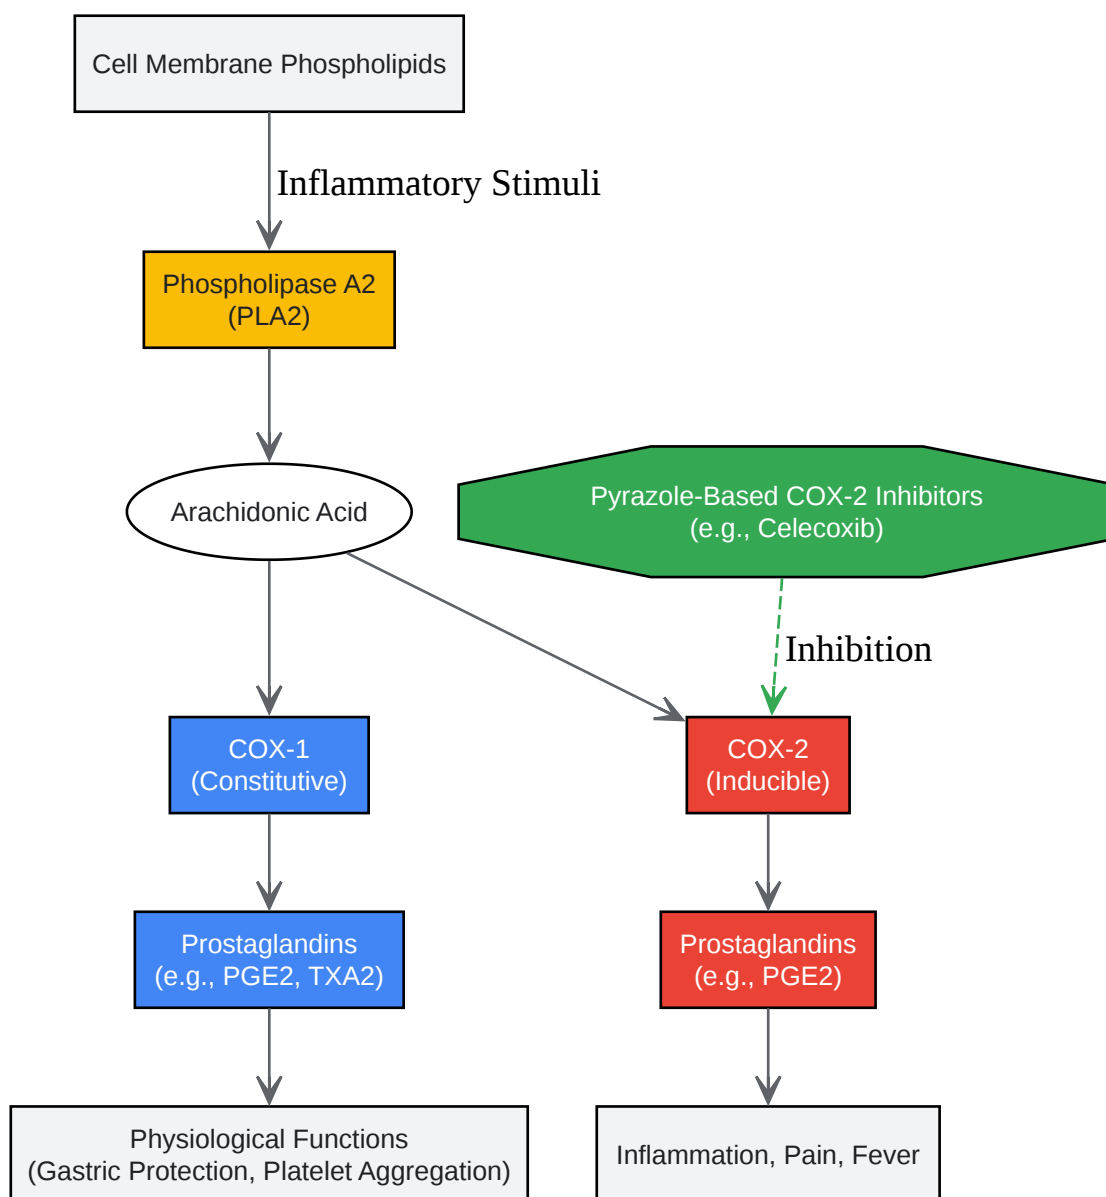 Cell Membrane Phospholipids
Inflammatory Stimuli
Phospholipase A2
(PLA2)
Arachidonic Acid
Pyrazole-Based COX-2 Inhibitors
(e.g., Celecoxib)
Inhibition
COX-1
(Constitutive)
COX-2
(Inducible)
Prostaglandins
(e.g., PGE2, TXA2)
Prostaglandins
(e.g., PGE2)
Physiological Functions
(Gastric Protection, Platelet Aggregation)
Inflammation, Pain, Fever